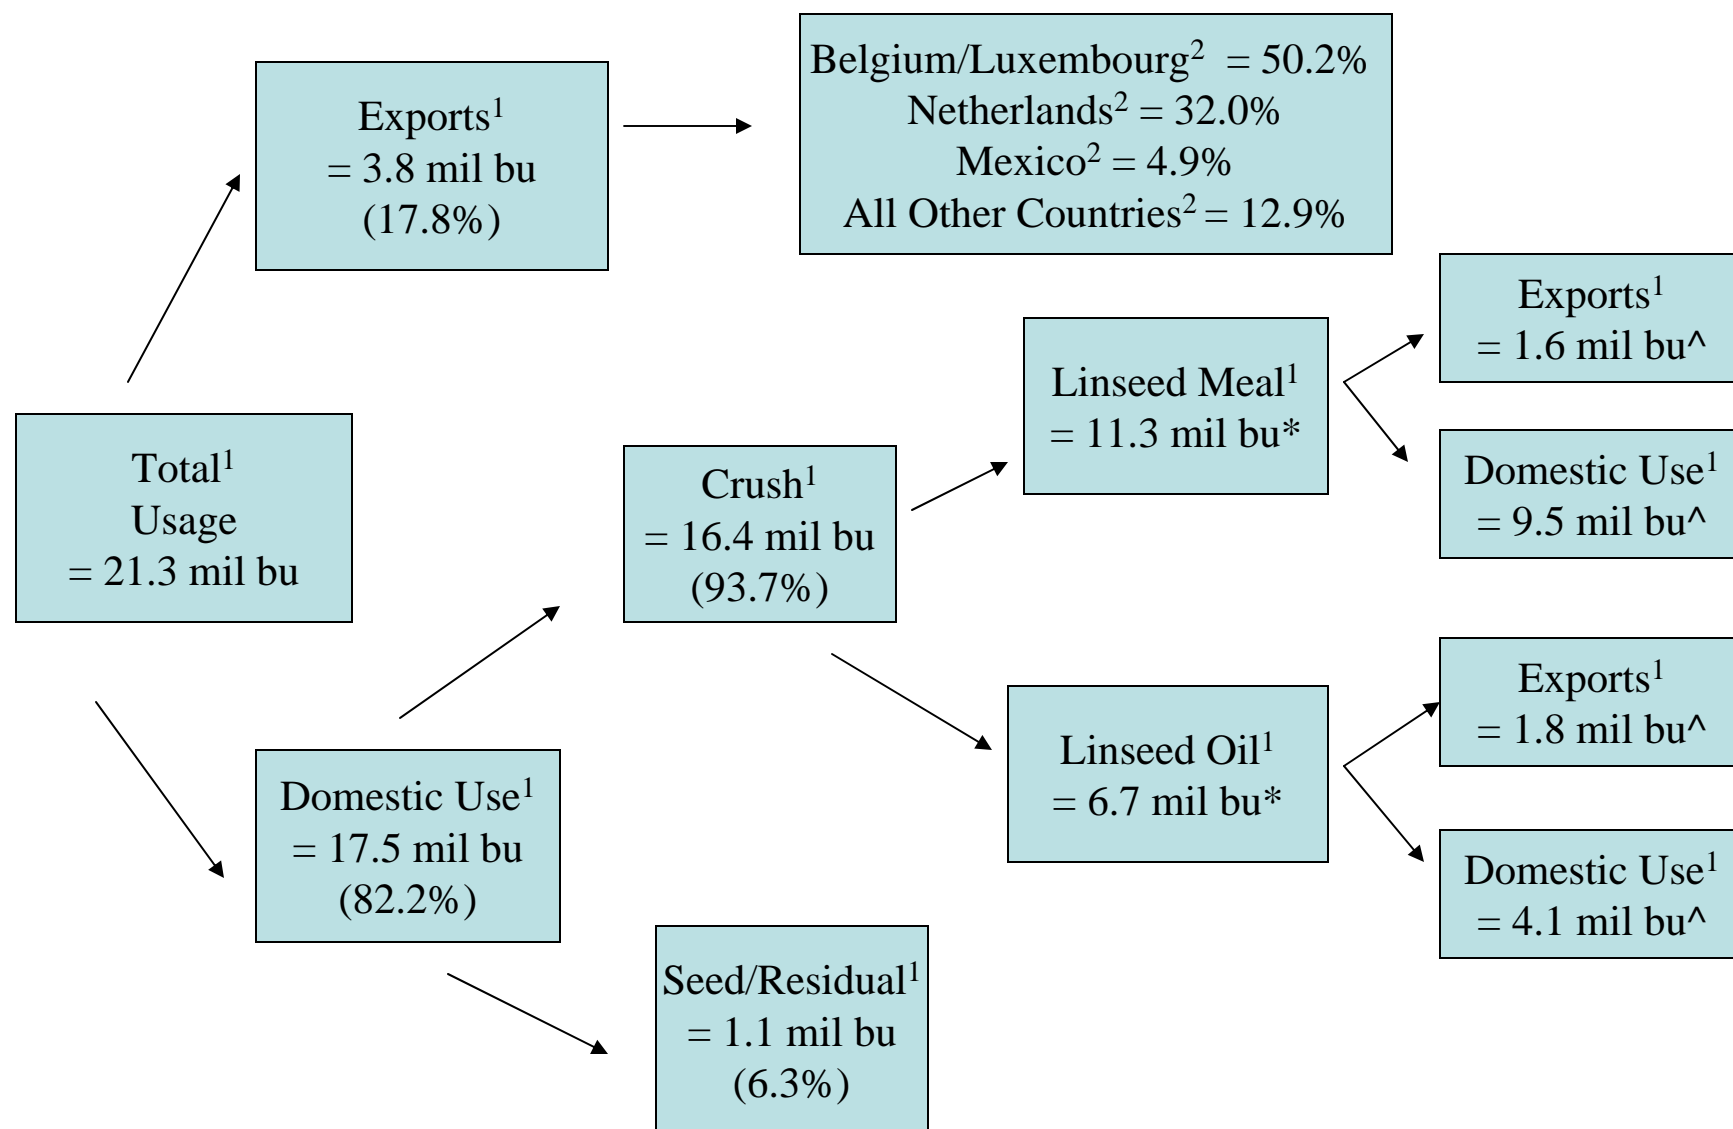 Exports¹
= 3.8 mil bu
(17.8%)
Belgium/Luxembourg² = 50.2%
Netherlands² = 32.0%
Mexico² = 4.9%
All Other Countries² = 12.9%
Total¹
Usage
= 21.3 mil bu
Domestic Use¹
= 17.5 mil bu
(82.2%)
Crush¹
= 16.4 mil bu
(93.7%)
Seed/Residual¹
= 1.1 mil bu
(6.3%)
Linseed Meal¹
= 11.3 mil bu*
Exports¹
= 1.6 mil bu^
Domestic Use¹
= 9.5 mil bu^
Linseed Oil¹
= 6.7 mil bu*
Exports¹
= 1.8 mil bu^
Domestic Use¹
= 4.1 mil bu^